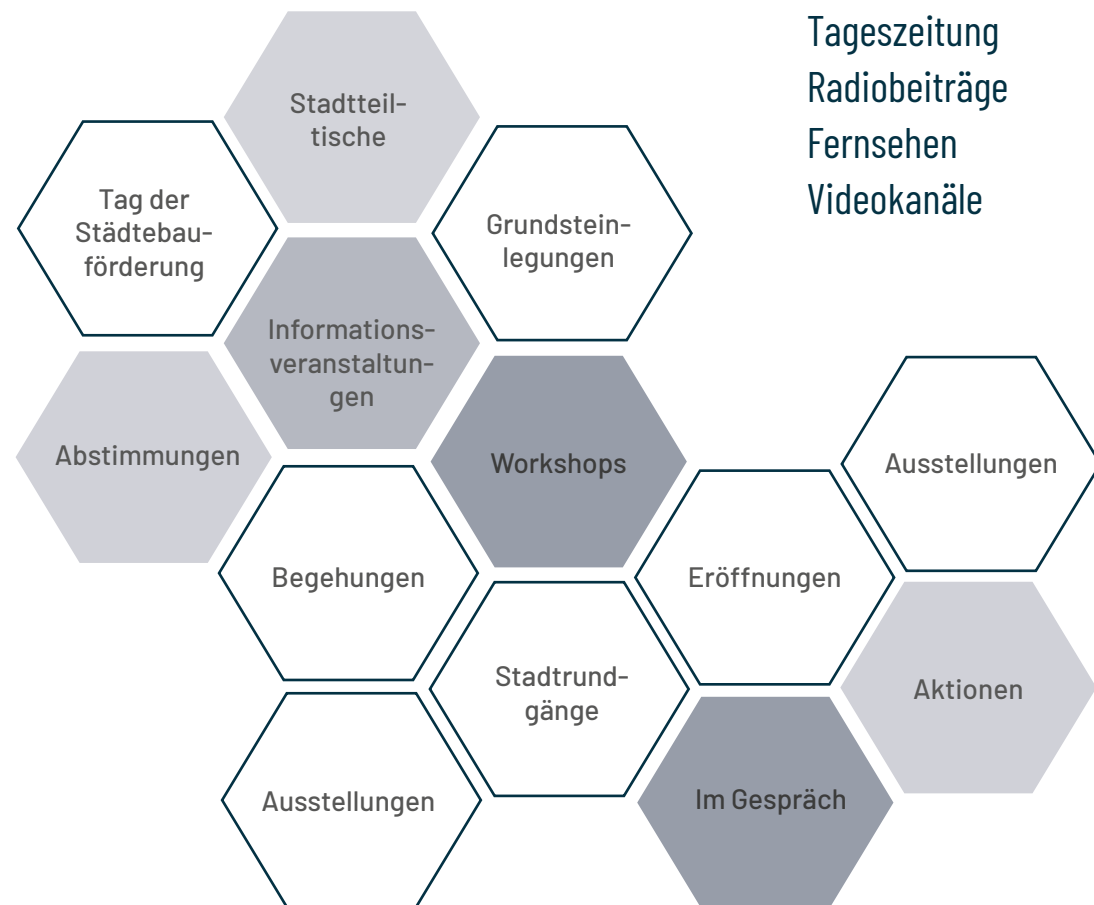 Tageszeitung
Radiobeiträge
Fernsehen
Videokanäle
Stadtteil-
tische
Tag der
Städtebau-
förderung
Grundstein-
legungen
Informations-
veranstaltun-
gen
Abstimmungen
Workshops
Ausstellungen
Begehungen
Eröffnungen
Stadtrund-
gänge
Aktionen
Ausstellungen
Im Gespräch